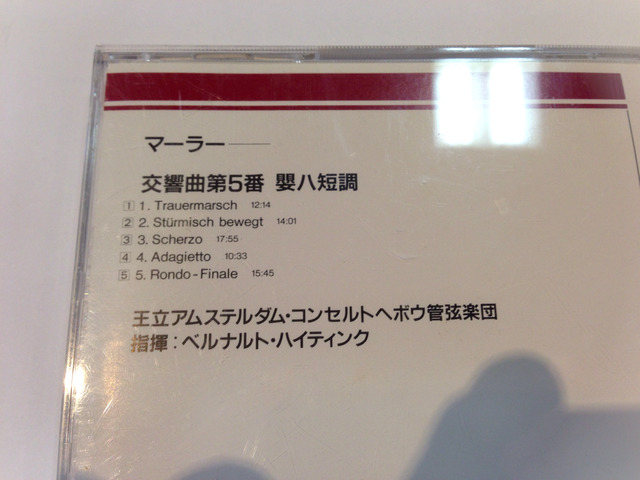 マーラー——
交響曲第5番 嬰ハ短調
1 1. Trauermarsch 12:14
2 2. Stürmisch bewegt 14:01
3 3. Scherzo 17:55
4 4. Adagietto 10:33
5 5. Rondo-Finale 15:45
王立アムステルダム・コンセルトヘボウ管弦楽団
指揮：ベルナルト・ハイティンク